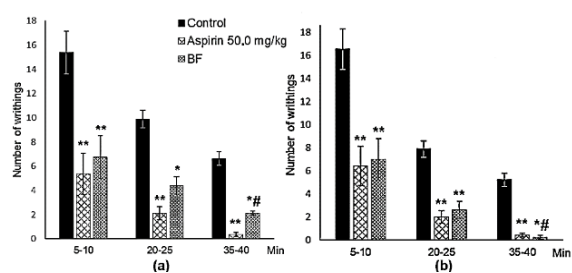 18
16
14
12
10
8
6
4
2
0
Number of writhings
Control
Aspirin 50.0 mg/kg
BF
** **
** *
** *#
5-10 20-25 35-40 Min
(a)
18
16
14
12
10
8
6
4
2
0
Number of writhings
** **
** **
** *#
5-10 20-25 35-40 Min
(b)